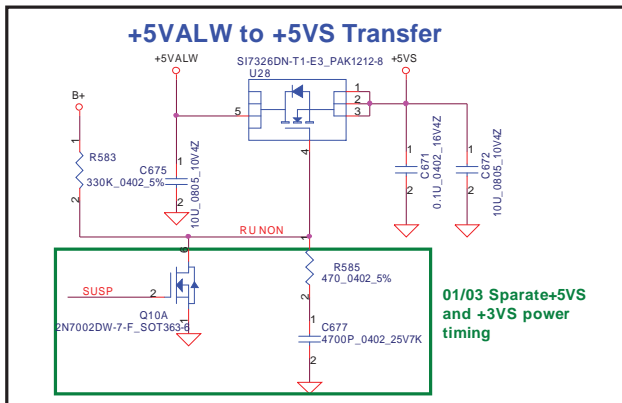 +5VALW to +5VS Transfer
+5VALW
SI7326DN-T1-E3_PAK1212-8
U28
+5VS
B+
5
1
2
3
4
1
R583
330K_0402_5%
2
1
C675
10U_0805_10V4Z
2
1
C671
0.1U_0402_16V4Z
2
1
C672
10U_0805_10V4Z
2
RUNON
6
SUSP
2
1
Q10A
2N7002DW-7-F_SOT363-6
1
R585
470_0402_5%
2
1
C677
4700P_0402_25V7K
2
01/03 Sparate+5VS
and +3VS power
timing